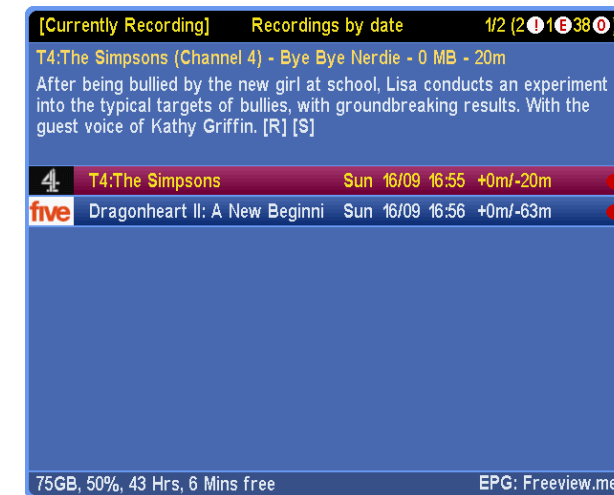 [Currently Recording] Recordings by date 1/2 (2!1E38O
T4:The Simpsons (Channel 4) - Bye Bye Nerdie - 0 MB - 20m
After being bullied by the new girl at school, Lisa conducts an experiment
into the typical targets of bullies, with groundbreaking results. With the
guest voice of Kathy Griffin. [R] [S]
4 T4:The Simpsons Sun 16/09 16:55 +0m/-20m
five Dragonheart II: A New Beginni Sun 16/09 16:56 +0m/-63m
75GB, 50%, 43 Hrs, 6 Mins free EPG: Freeview.me